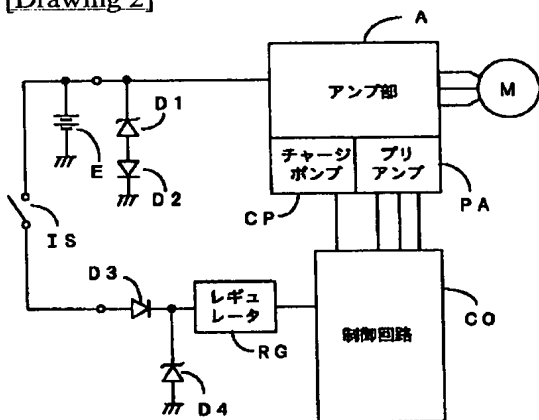 [Drawing 2]
A
アンプ部
M
D1
E
D2
チャージ
ポンプ
プリ
アンプ
CP
PA
IS
D3
レギュ
レータ
RG
制御回路
CO
D4